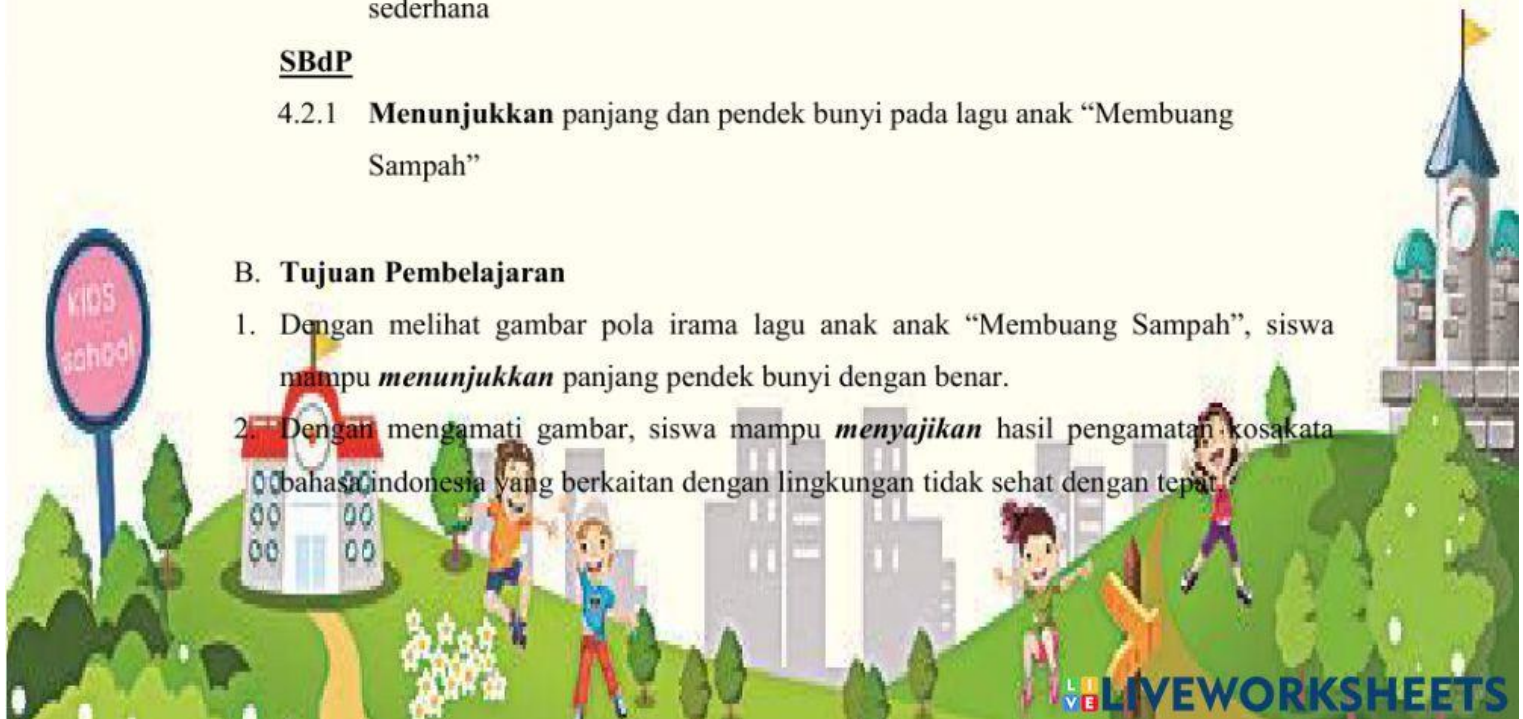 sederhana
SBdP
4.2.1 Menunjukkan panjang dan pendek bunyi pada lagu anak “Membuang
Sampah”
B. Tujuan Pembelajaran
1. Dengan melihat gambar pola irama lagu anak anak “Membuang Sampah”, siswa
mampu menunjukkan panjang pendek bunyi dengan benar.
2. Dengan mengamati gambar, siswa mampu menyajikan hasil pengamatan kosakata
bahasa indonesia yang berkaitan dengan lingkungan tidak sehat dengan tepat.
KIDS
school
LIVE LIVEWORKSHEETS